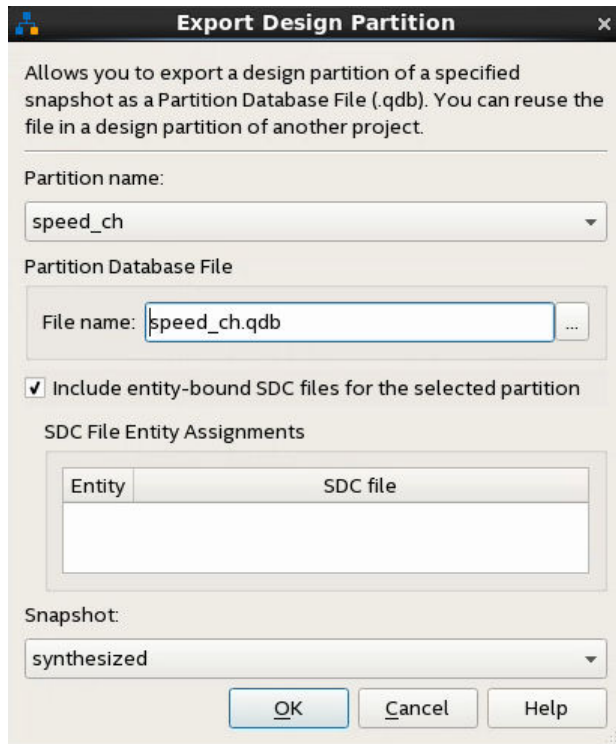 Export Design Partition
Allows you to export a design partition of a specified
snapshot as a Partition Database File (.qdb). You can reuse the
file in a design partition of another project.
Partition name:
speed_ch
Partition Database File
File name: speed_ch.qdb ...
Include entity-bound SDC files for the selected partition
SDC File Entity Assignments
Entity SDC file
Snapshot:
synthesized
OK Cancel Help